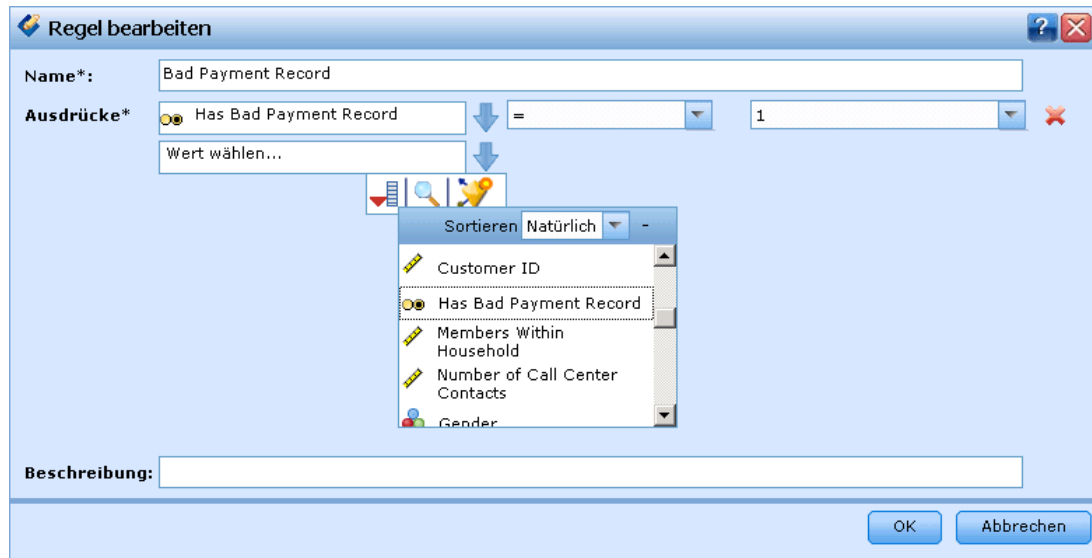 Regel bearbeiten
?
Name*:
Bad Payment Record
Ausdrücke*
Has Bad Payment Record
=
1
Wert wählen...
Sortieren Natürlich -
Customer ID
Has Bad Payment Record
Members Within
Household
Number of Call Center
Contacts
Gender
Beschreibung:
OK
Abbrechen